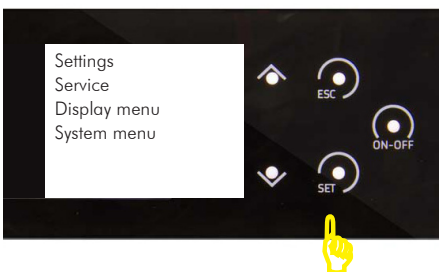 Settings
Service
Display menu
System menu
ESC
ON-OFF
SET